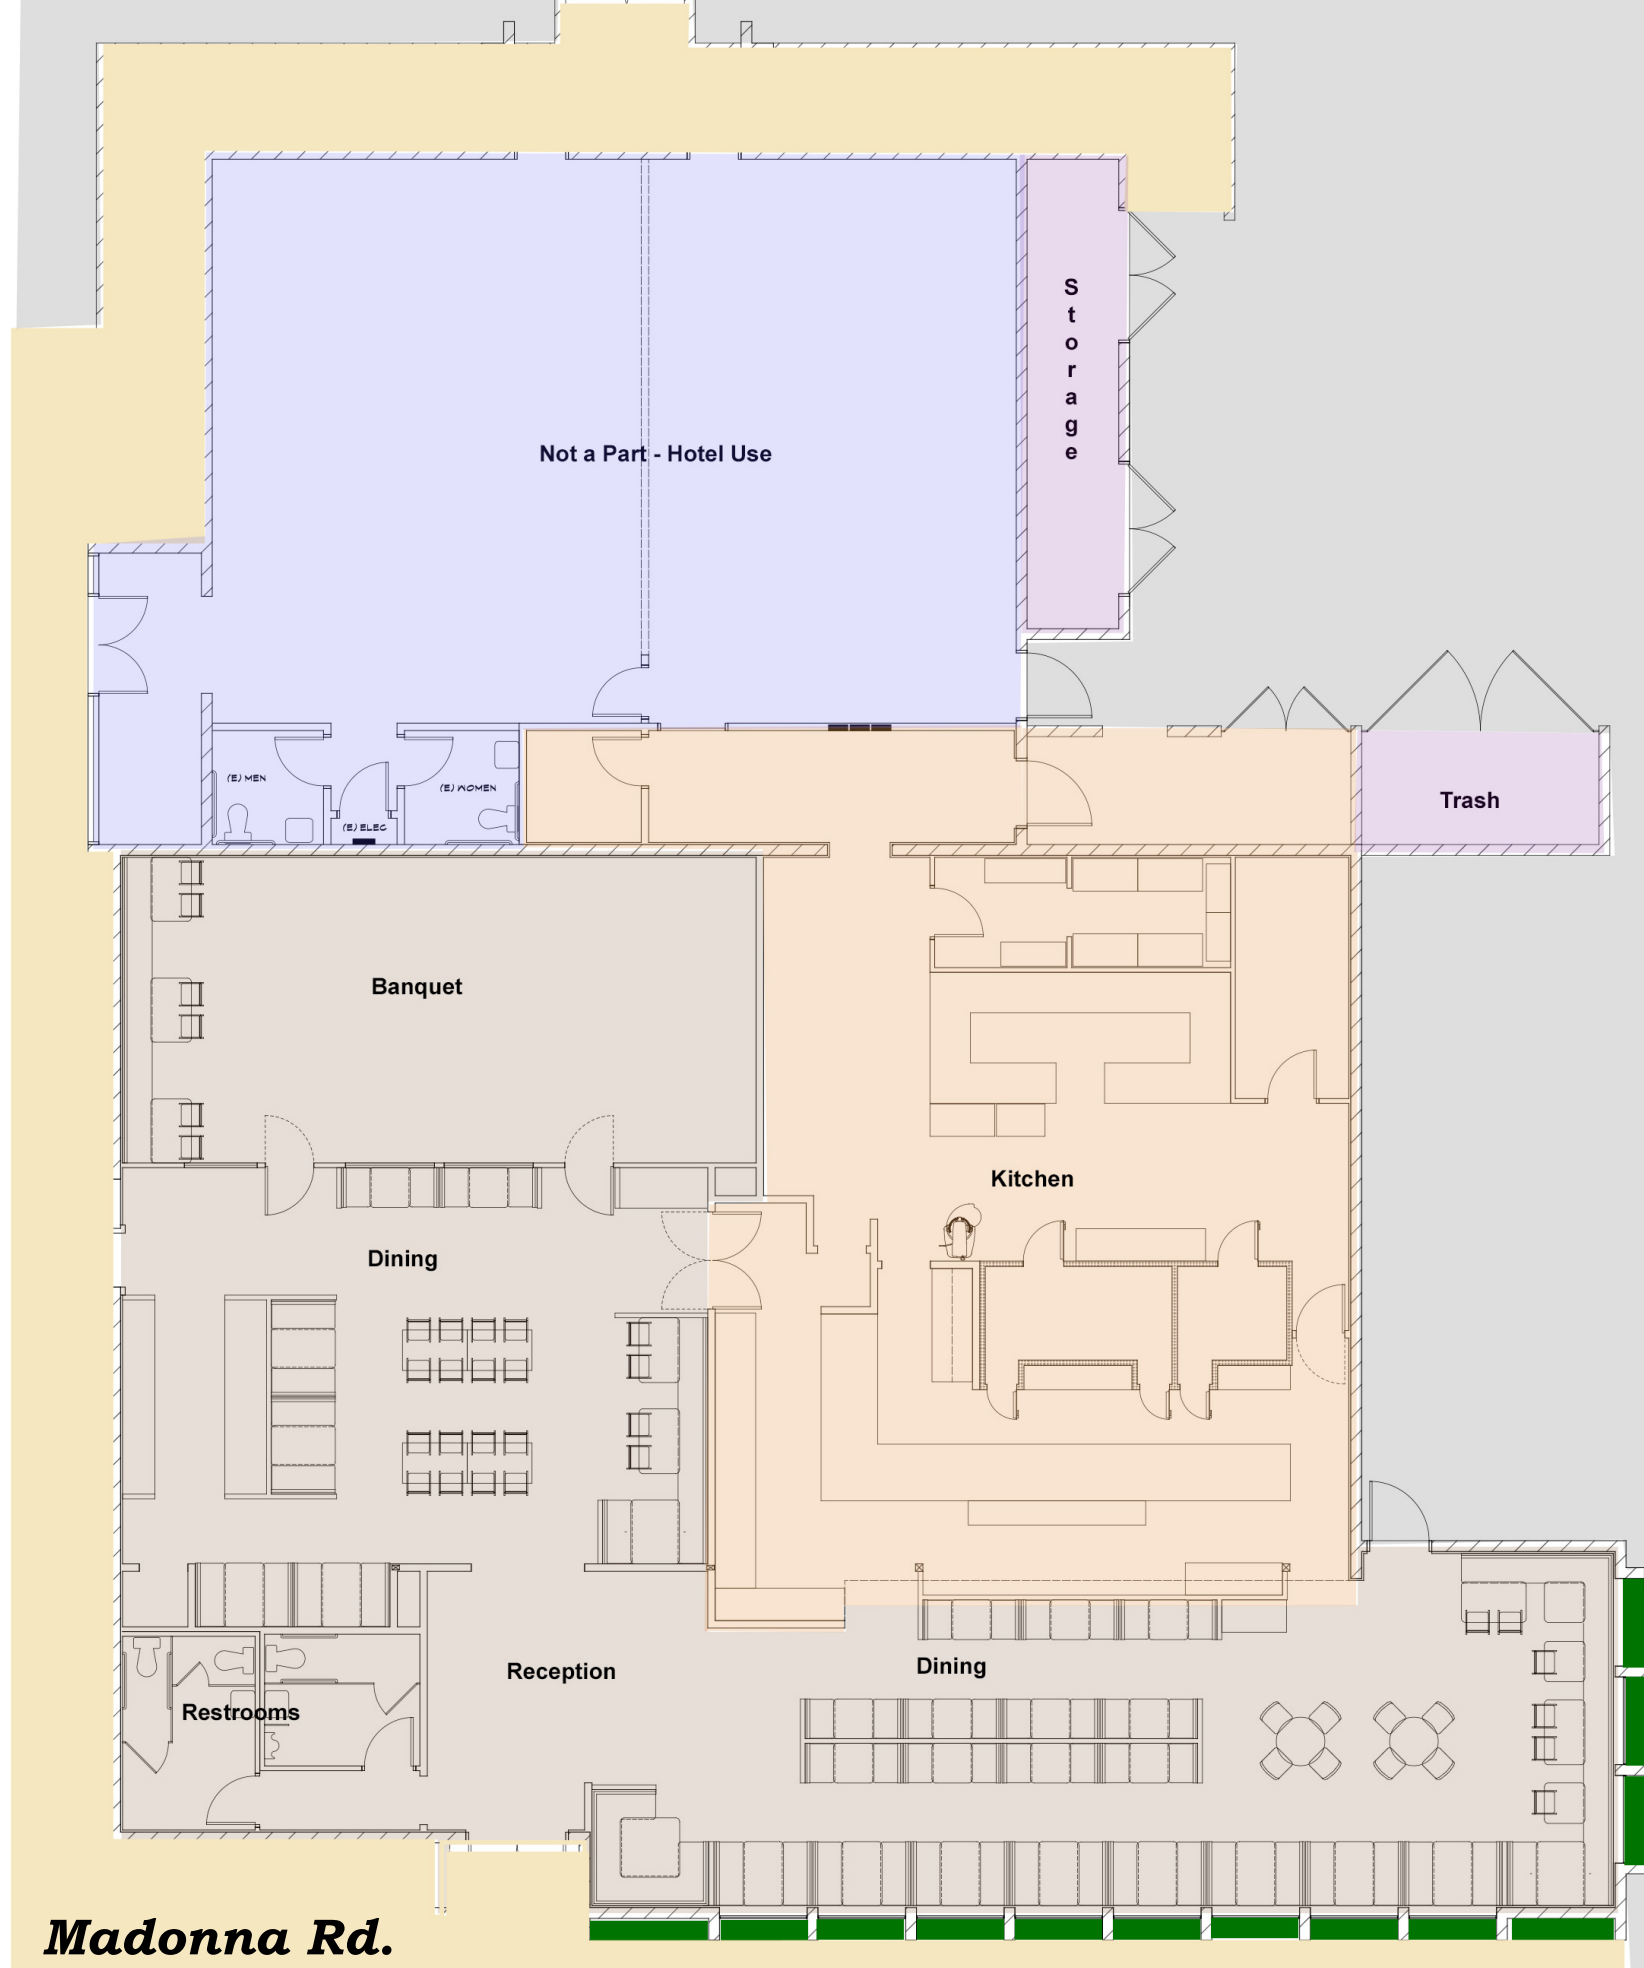 S
t
o
r
a
g
e
Not a Part - Hotel Use
(E) MEN
(E) WOMEN
(E) ELEC
Trash
Banquet
Kitchen
Dining
Dining
Reception
Restrooms
Madonna Rd.